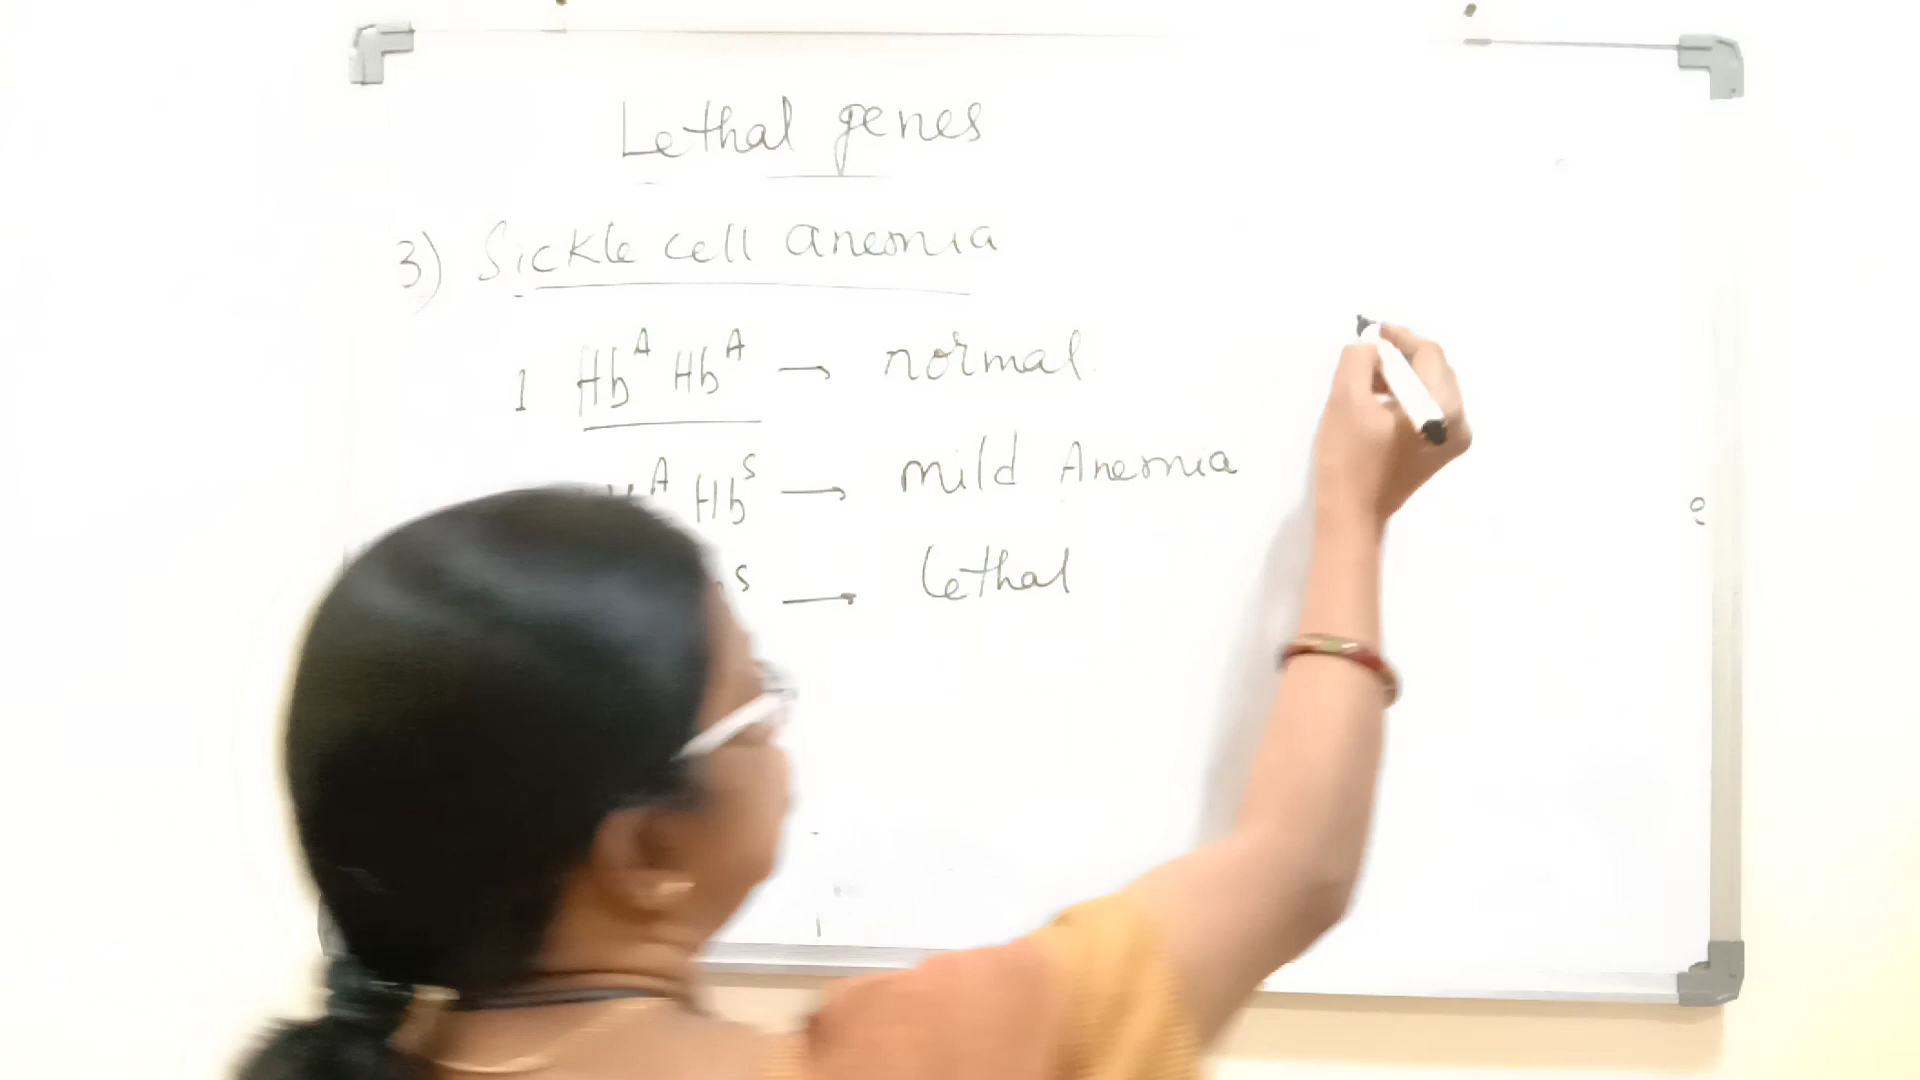 Lethal genes
3) Sickle cell anemia
1 Hb^A Hb^A → normal
^A Hb^S → mild Anemia
^S → lethal